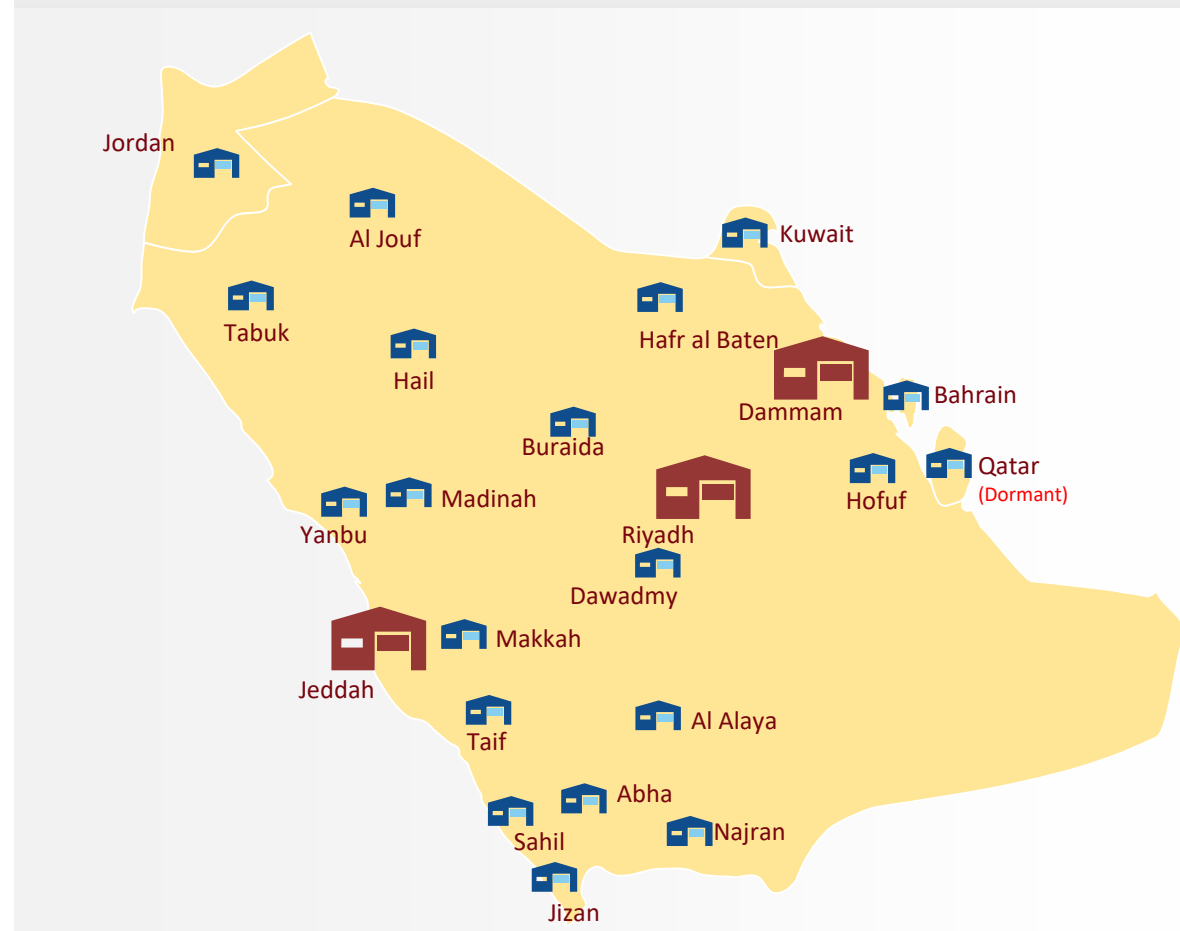 Jordan
Al Jouf
Kuwait
Tabuk
Hafr al Baten
Hail
Dammam
Bahrain
Buraida
Qatar
(Dormant)
Madinah
Hofuf
Yanbu
Riyadh
Dawadmy
Makkah
Jeddah
Al Alaya
Taif
Abha
Najran
Sahil
Jizan